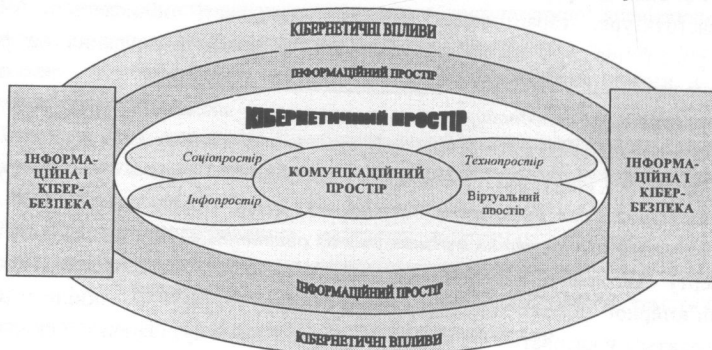 КІБЕРНЕТИЧНІ ВПЛИВИ
ІНФОРМАЦІЙНИЙ ПРОСТІР
КІБЕРНЕТИЧНИЙ ПРОСТІР
ІНФОРМА-
ЦІЙНА І
КІБЕР-
БЕЗПЕКА
Соціопростір
Технопростір
КОМУНІКАЦІЙНИЙ
ПРОСТІР
Інфопростір
Віртуальний
простів
ІНФОРМА-
ЦІЙНА І
КІБЕР-
БЕЗПЕКА
ІНФОРМАЦІЙНИЙ ПРОСТІР
КІБЕРНЕТИЧНІ ВПЛИВИ